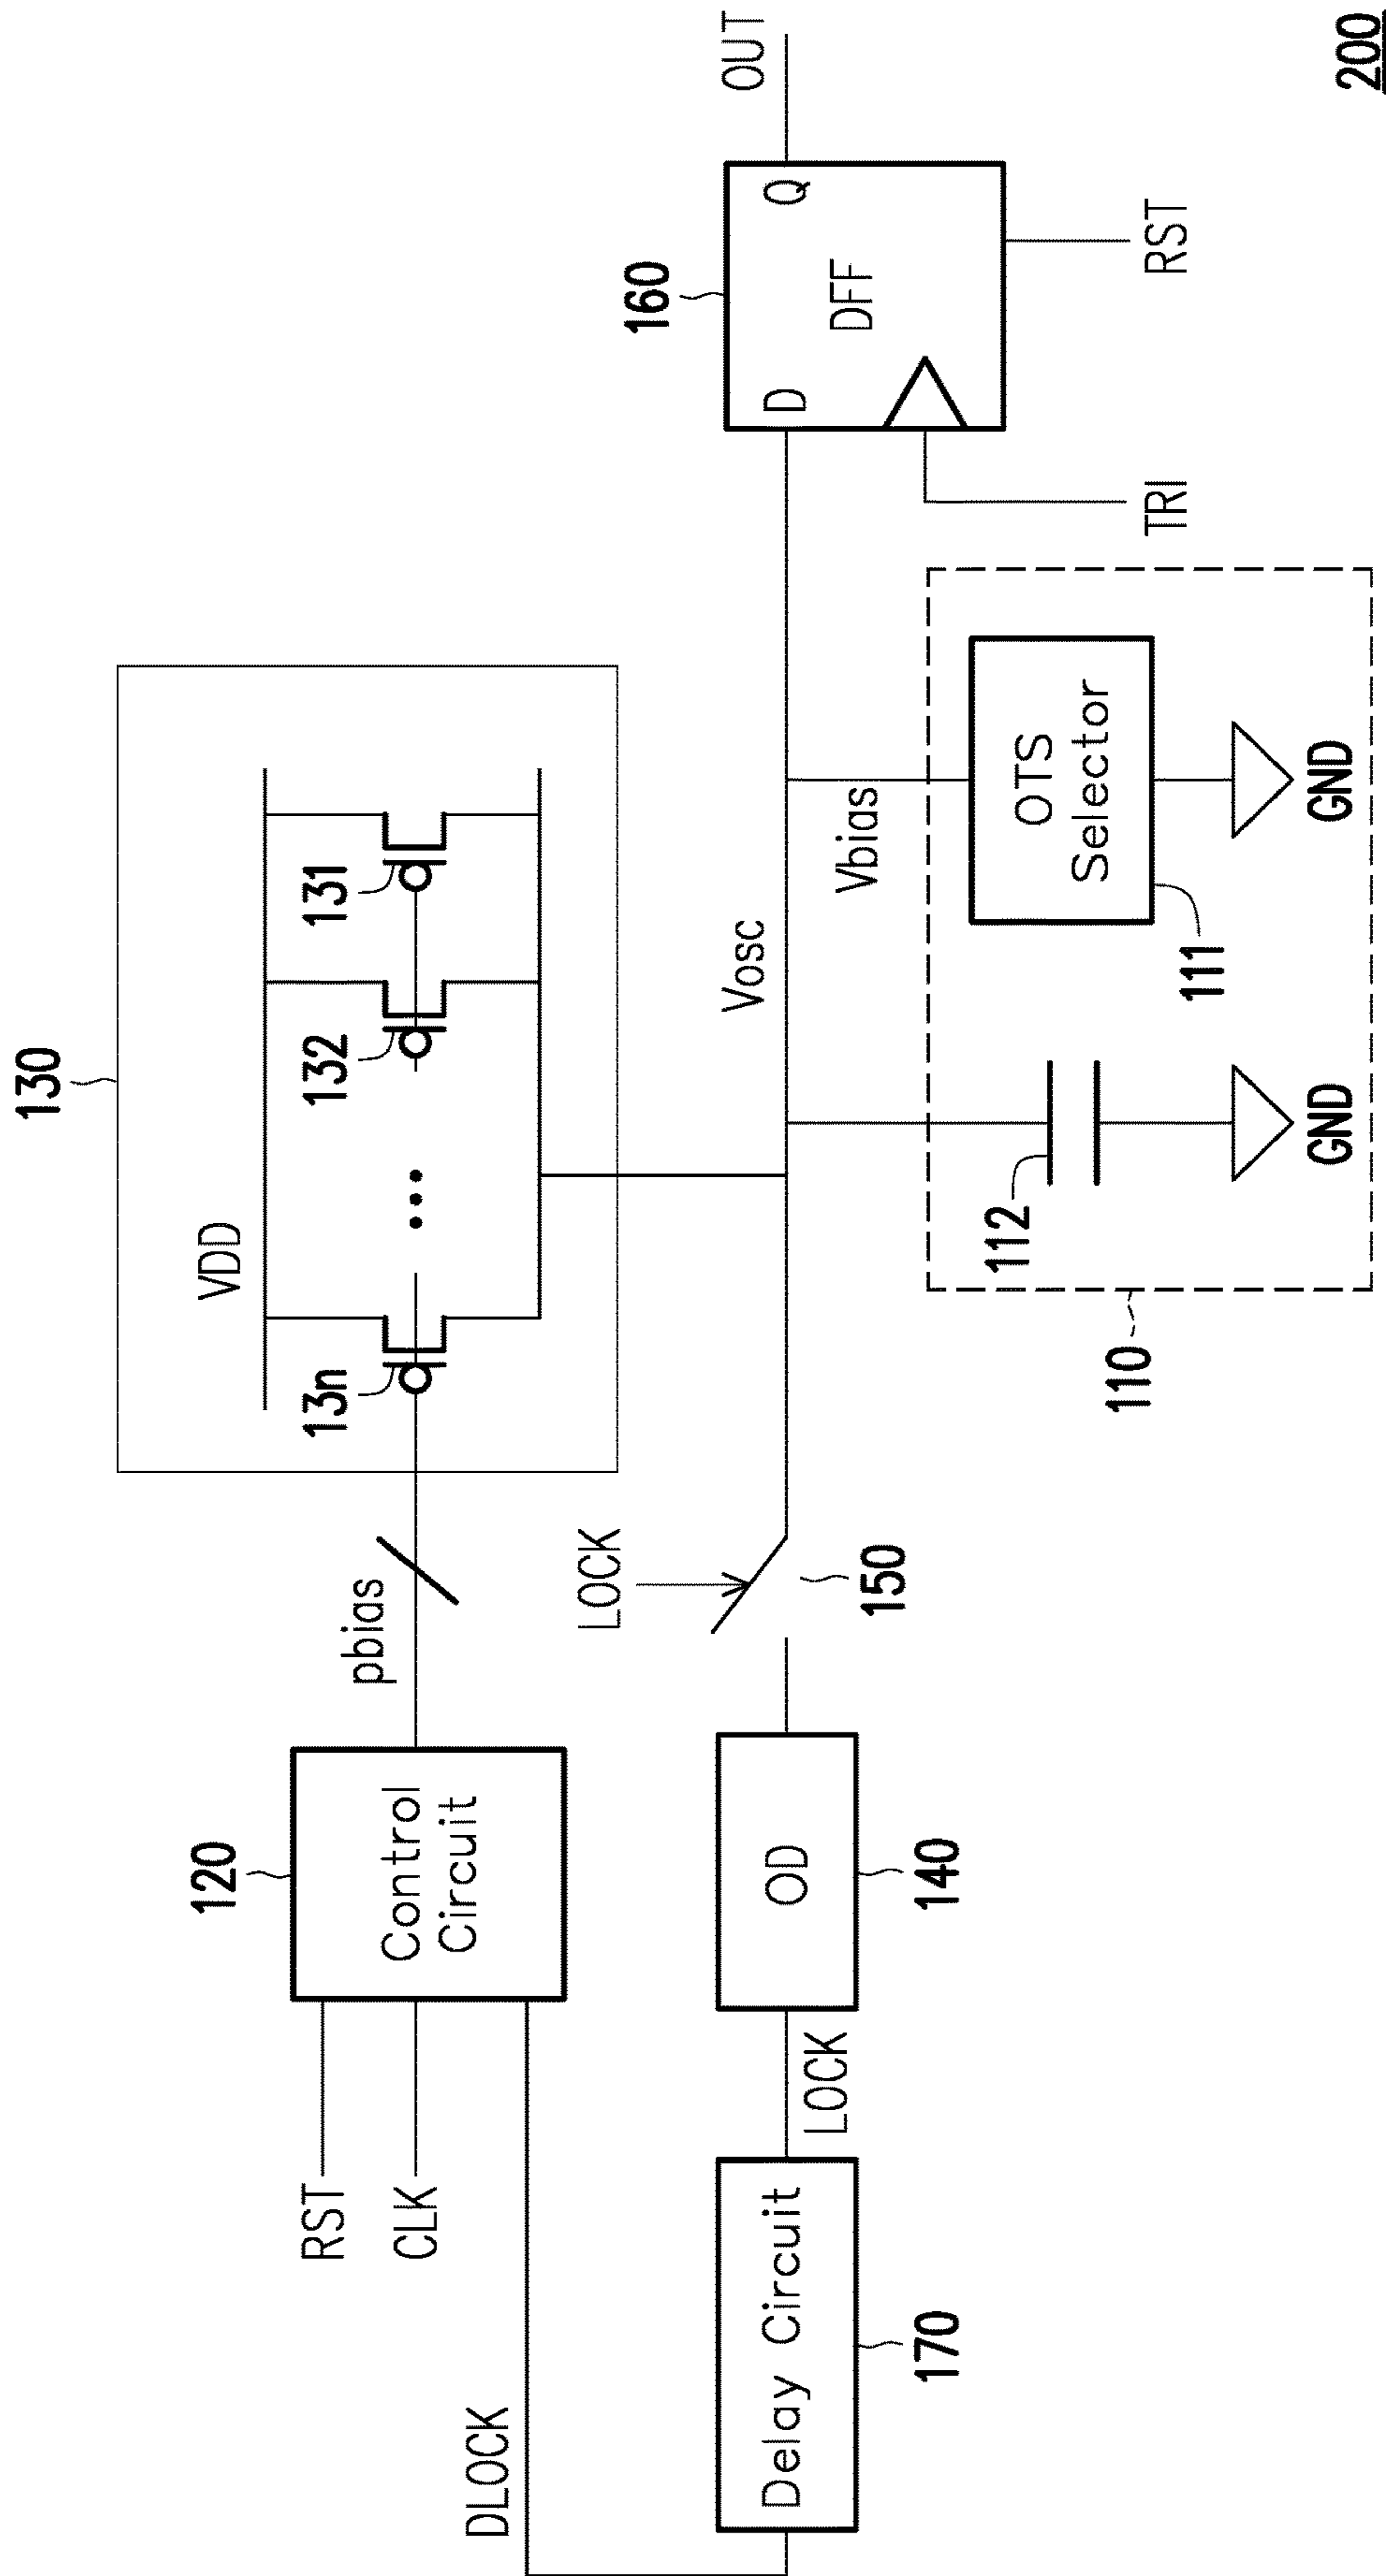 130
VDD
13n
132
131
120
Control
Circuit
pbias
RST
CLK
DLOCK
LOCK
150
Vosc
Vbias
160
D
Q
DFF
OUT
TRI
RST
Delay Circuit
170
LOCK
OD
140
110
112
GND
OTS
Selector
111
GND
200